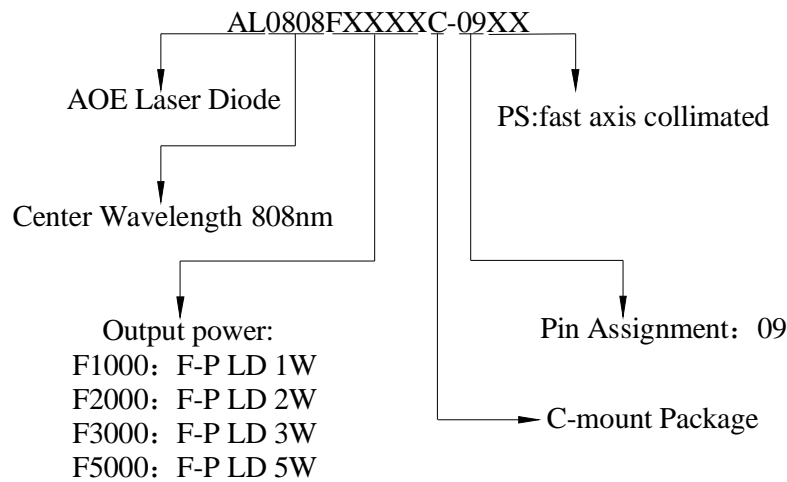 AL0808FXXXXC-09XX
AOE Laser Diode
PS:fast axis collimated
Center Wavelength 808nm
Output power:
F1000：F-P LD 1W
F2000：F-P LD 2W
F3000：F-P LD 3W
F5000：F-P LD 5W
Pin Assignment：09
C-mount Package